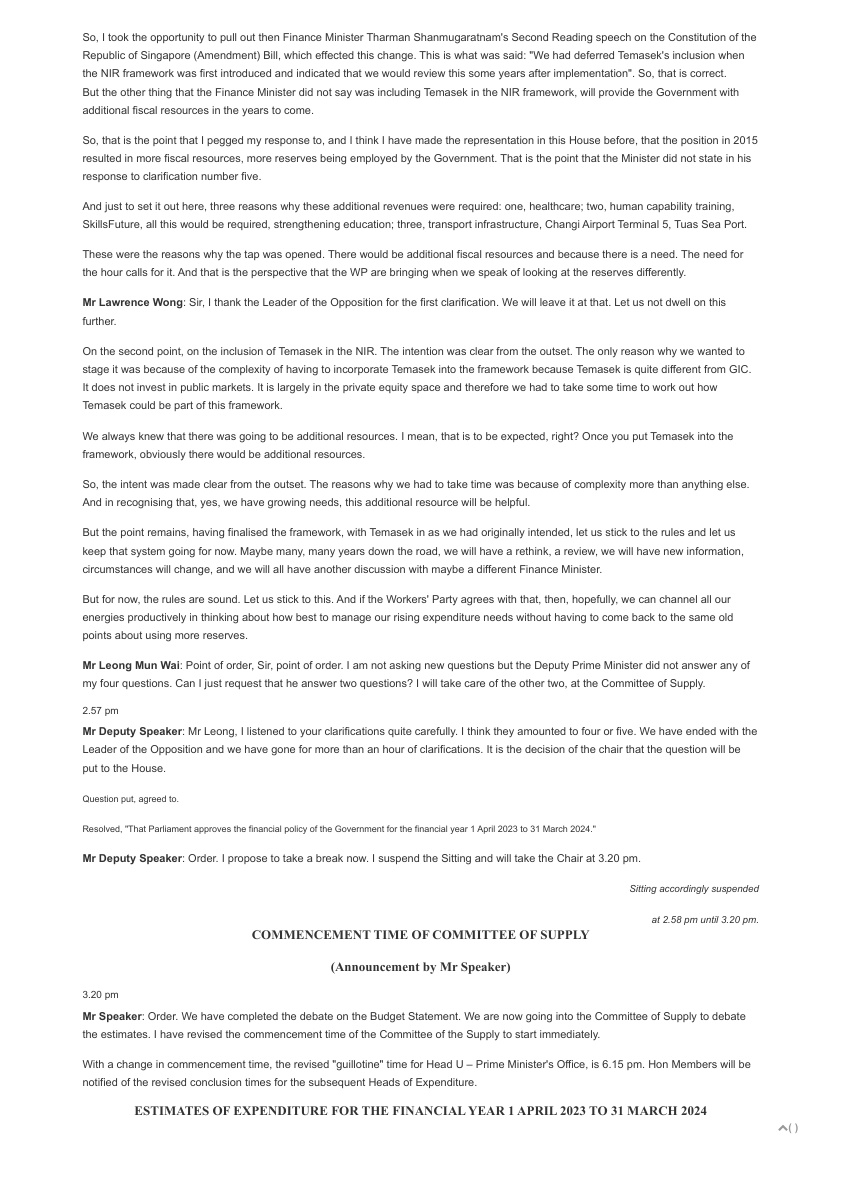 So, I took the opportunity to pull out then Finance Minister Tharman Shanmugaratnam's Second Reading speech on the Constitution of the
Republic of Singapore (Amendment) Bill, which effected this change. This is what was said: "We had deferred Temasek's inclusion when
the NIR framework was first introduced and indicated that we would review this some years after implementation". So, that is correct.
But the other thing that the Finance Minister did not say was including Temasek in the NIR framework, will provide the Government with
additional fiscal resources in the years to come.
So, that is the point that I pegged my response to, and I think I have made the representation in this House before, that the position in 2015
resulted in more fiscal resources, more reserves being employed by the Government. That is the point that the Minister did not state in his
response to clarification number five.
And just to set it out here, three reasons why these additional revenues were required: one, healthcare; two, human capability training,
SkillsFuture, all this would be required, strengthening education; three, transport infrastructure, Changi Airport Terminal 5, Tuas Sea Port.
These were the reasons why the tap was opened. There would be additional fiscal resources and because there is a need. The need for
the hour calls for it. And that is the perspective that the WP are bringing when we speak of looking at the reserves differently.
Mr Lawrence Wong: Sir, I thank the Leader of the Opposition for the first clarification. We will leave it at that. Let us not dwell on this
further.
On the second point, on the inclusion of Temasek in the NIR. The intention was clear from the outset. The only reason why we wanted to
stage it was because of the complexity of having to incorporate Temasek into the framework because Temasek is quite different from GIC.
It does not invest in public markets. It is largely in the private equity space and therefore we had to take some time to work out how
Temasek could be part of this framework.
We always knew that there was going to be additional resources. I mean, that is to be expected, right? Once you put Temasek into the
framework, obviously there would be additional resources.
So, the intent was made clear from the outset. The reasons why we had to take time was because of complexity more than anything else.
And in recognising that, yes, we have growing needs, this additional resource will be helpful.
But the point remains, having finalised the framework, with Temasek in as we had originally intended, let us stick to the rules and let us
keep that system going for now. Maybe many, many years down the road, we will have a rethink, a review, we will have new information,
circumstances will change, and we will all have another discussion with maybe a different Finance Minister.
But for now, the rules are sound. Let us stick to this. And if the Workers' Party agrees with that, then, hopefully, we can channel all our
energies productively in thinking about how best to manage our rising expenditure needs without having to come back to the same old
points about using more reserves.
Mr Leong Mun Wai: Point of order, Sir, point of order. I am not asking new questions but the Deputy Prime Minister did not answer any of
my four questions. Can I just request that he answer two questions? I will take care of the other two, at the Committee of Supply.
2.57 pm
Mr Deputy Speaker: Mr Leong, I listened to your clarifications quite carefully. I think they amounted to four or five. We have ended with the
Leader of the Opposition and we have gone for more than an hour of clarifications. It is the decision of the chair that the question will be
put to the House.
Question put, agreed to.
Resolved, "That Parliament approves the financial policy of the Government for the financial year 1 April 2023 to 31 March 2024."
Mr Deputy Speaker: Order. I propose to take a break now. I suspend the Sitting and will take the Chair at 3.20 pm.
Sitting accordingly suspended
at 2.58 pm until 3.20 pm.
COMMENCEMENT TIME OF COMMITTEE OF SUPPLY
(Announcement by Mr Speaker)
3.20 pm
Mr Speaker: Order. We have completed the debate on the Budget Statement. We are now going into the Committee of Supply to debate
the estimates. I have revised the commencement time of the Committee of the Supply to start immediately.
With a change in commencement time, the revised "guillotine" time for Head U – Prime Minister's Office, is 6.15 pm. Hon Members will be
notified of the revised conclusion times for the subsequent Heads of Expenditure.
ESTIMATES OF EXPENDITURE FOR THE FINANCIAL YEAR 1 APRIL 2023 TO 31 MARCH 2024
( )